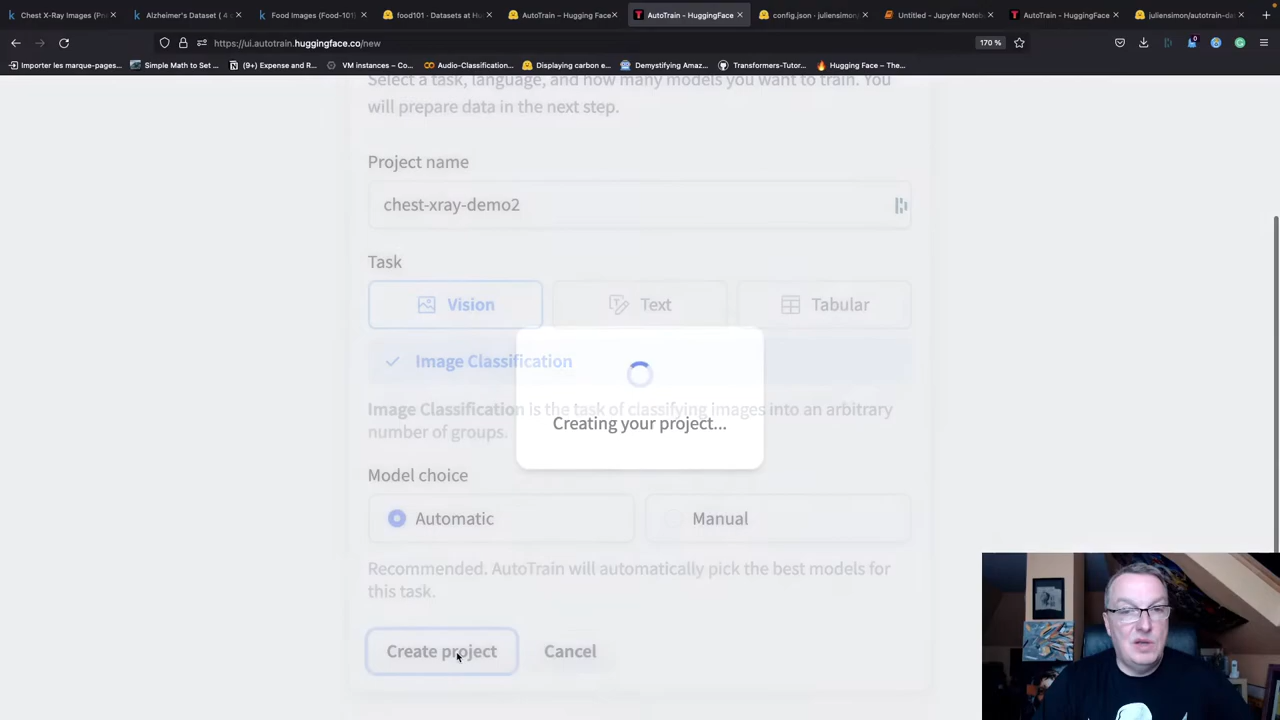 Chest X-Ray Images (Pn
Alzheimer's Dataset ( 4 c
Food Images (Food-101)
food101 · Datasets at Hu
AutoTrain – Hugging Face
AutoTrain - HuggingFace
config.json · juliensimon/
Untitled - Jupyter Noteb
AutoTrain - HuggingFace
juliensimon/autotrain-da
https://ui.autotrain.huggingface.co/new
170 %
Importer les marque-pages...
Simple Math to Set ...
(9+) Expense and R...
VM instances – Co...
Audio-Classification...
Displaying carbon e...
Demystifying Amaz...
Transformers-Tutor...
Hugging Face – The...
Select a task, language, and how many models you want to train. You
will prepare data in the next step.
Project name
chest-xray-demo2
Task
Vision
Text
Tabular
Image Classification
Image Classification is the task of classifying images into an arbitrary
number of groups.
Creating your project...
Model choice
Automatic
Manual
Recommended. AutoTrain will automatically pick the best models for
this task.
Create project
Cancel